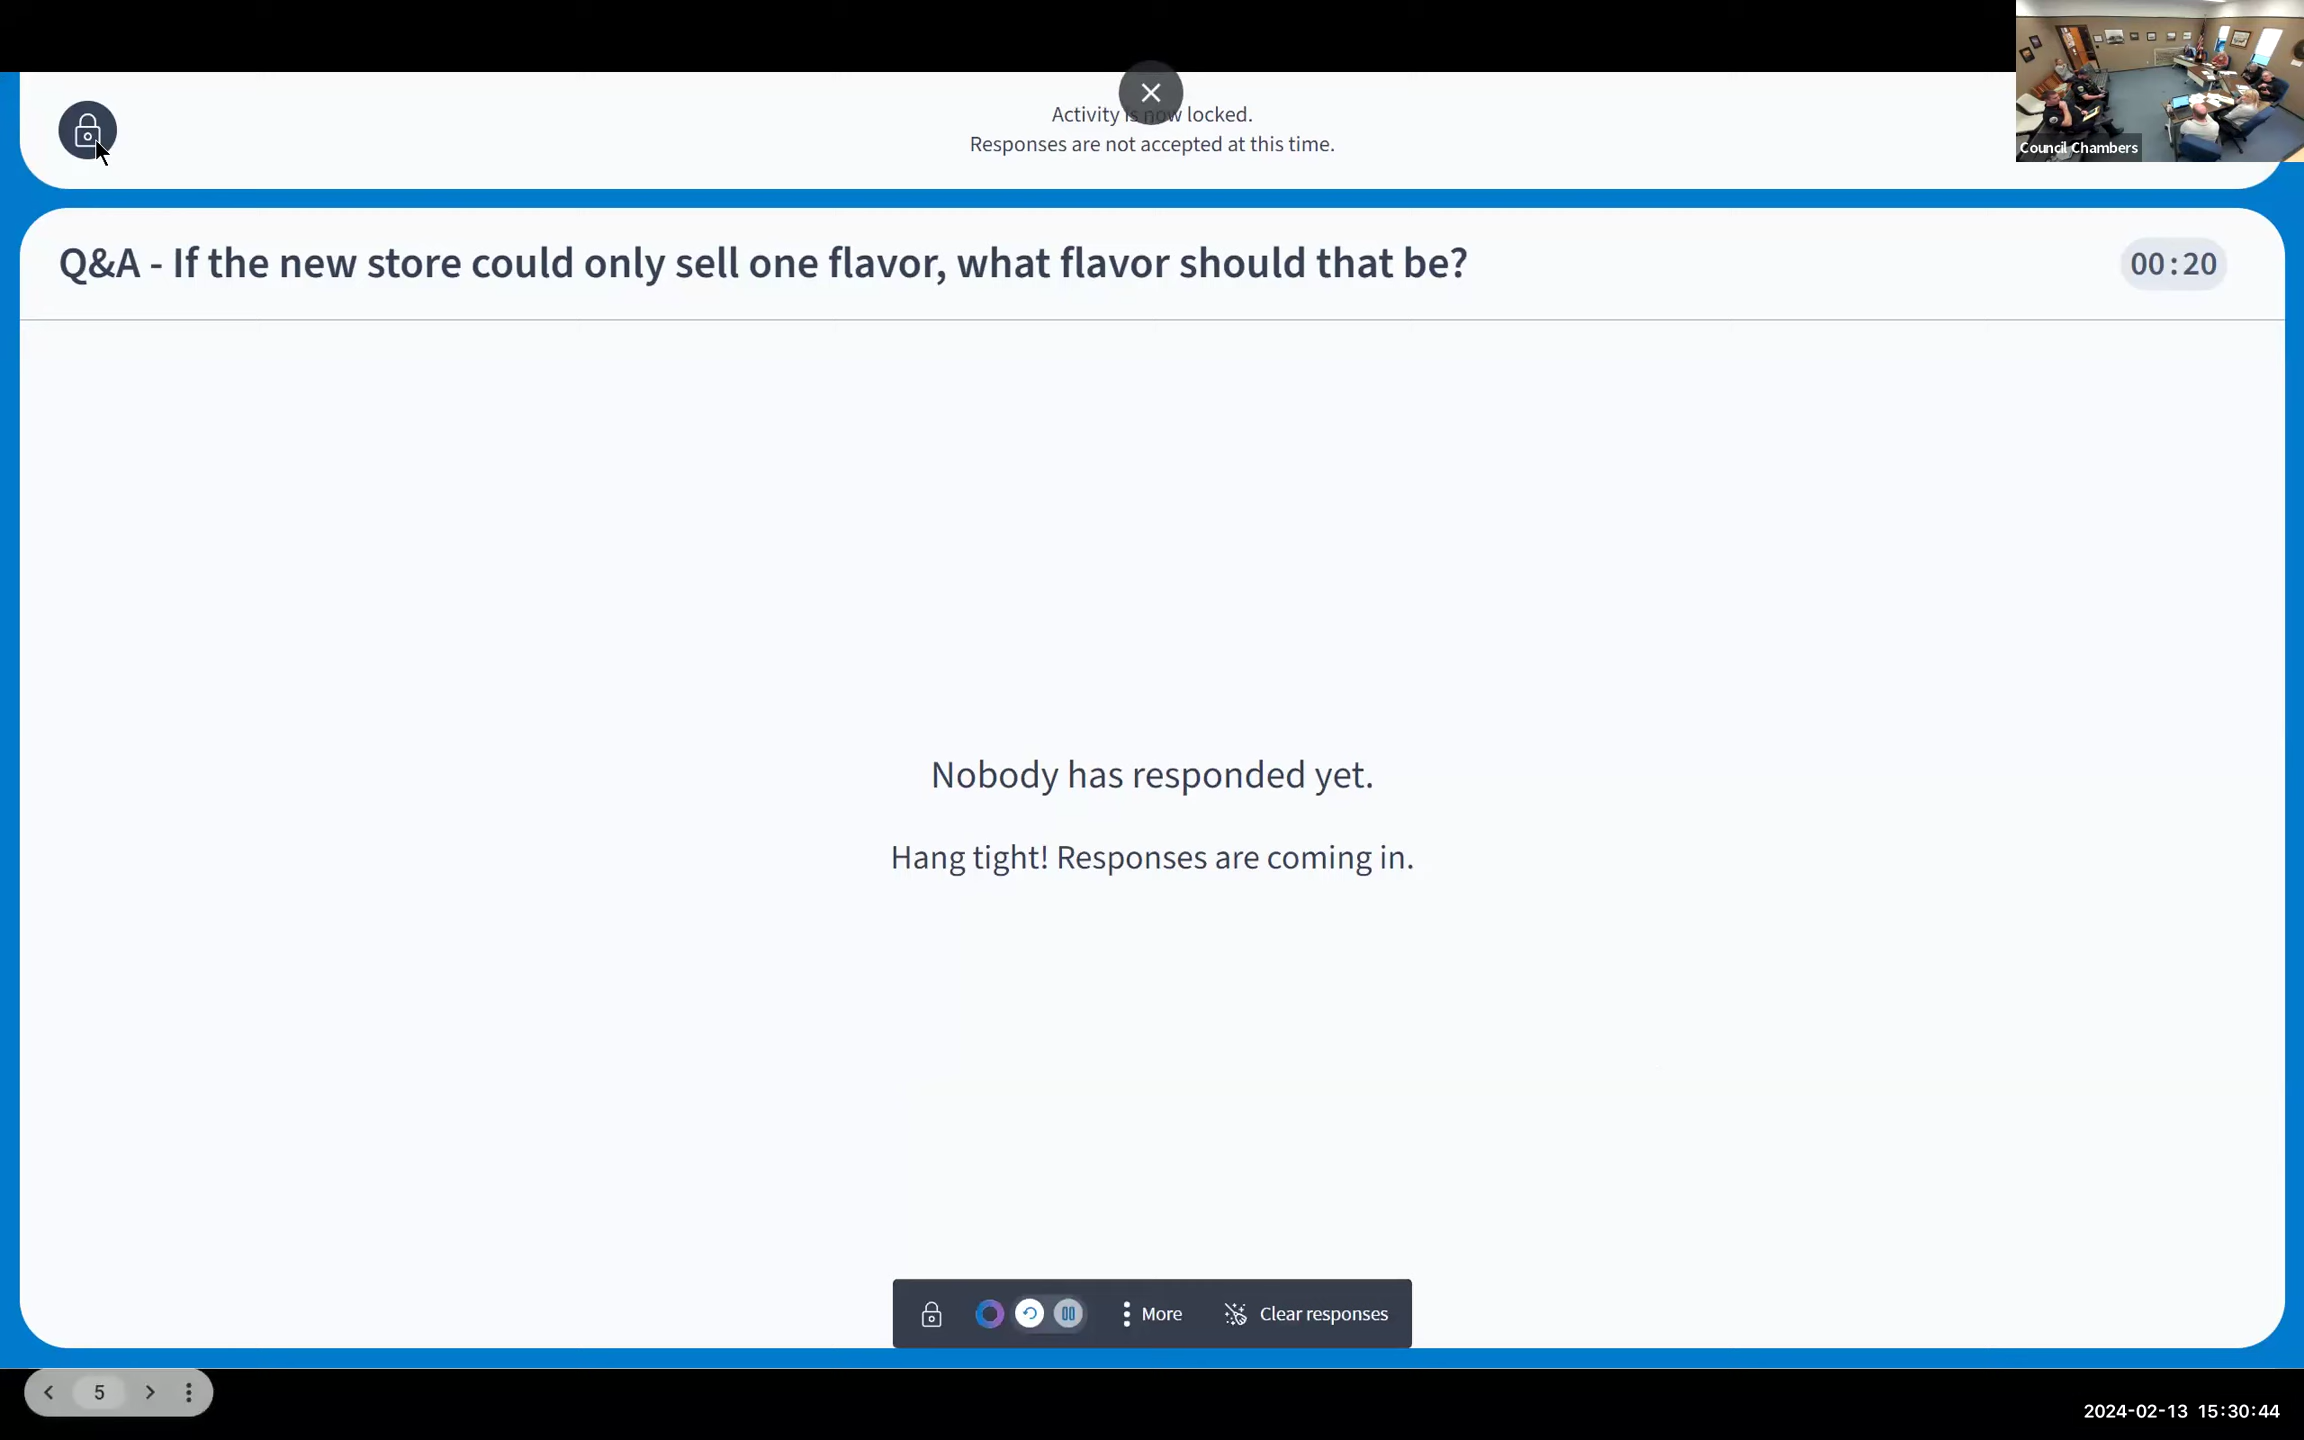 Activity is now locked.
Responses are not accepted at this time.
Council Chambers
Q&A - If the new store could only sell one flavor, what flavor should that be?
00:20
Nobody has responded yet.
Hang tight! Responses are coming in.
More
Clear responses
5
2024-02-13 15:30:44